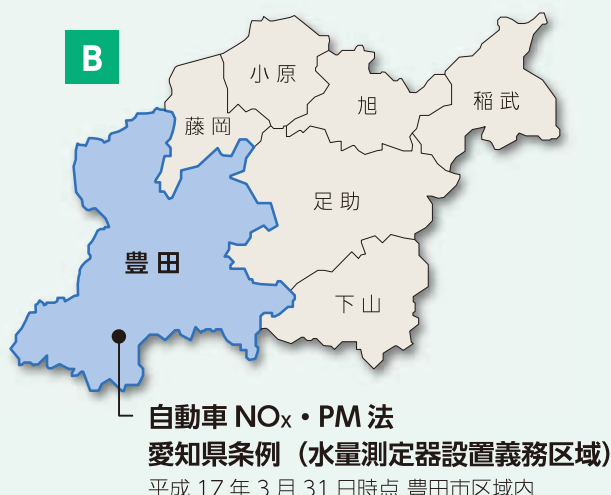 B
小原
旭
稲武
藤岡
足助
豊田
下山
自動車 NOx・PM 法
愛知県条例（水量測定器設置義務区域）
平成 17 年 3 月 31 日時点 豊田市区域内